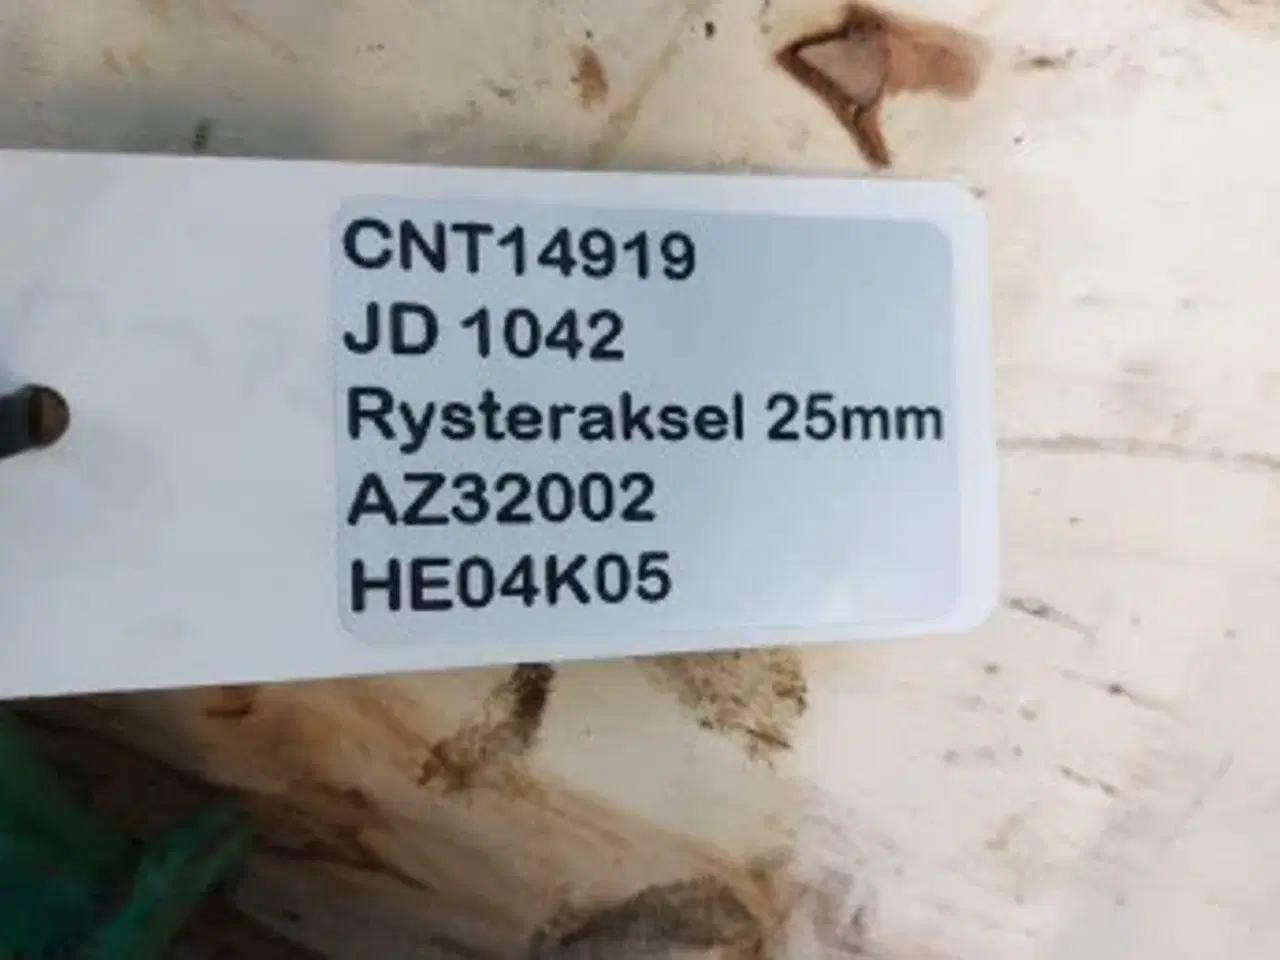 CNT14919
JD 1042
Rysteraksel 25mm
AZ32002
HE04K05